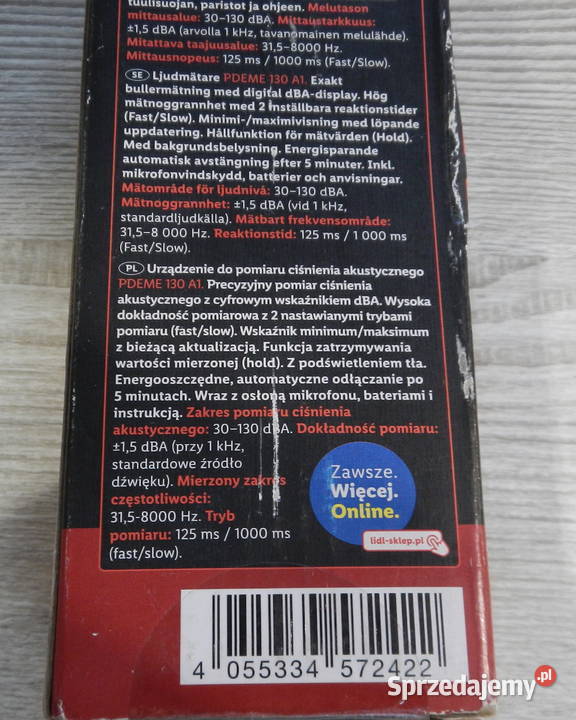 tuulisuojan, paristot ja ohjeen. Melutason
mittausalue: 30–130 dBA. Mittaustarkkuus:
±1,5 dBA (arvolla 1 kHz, tavanomainen melulähde).
Mitattava taajuusalue: 31,5–8000 Hz.
Mittausnopeus: 125 ms / 1000 ms (Fast/Slow).
SE Ljudmätare PDEME 130 A1. Exakt
bullermätning med digital dBA-display. Hög
mätnoggrannhet med 2 inställbara reaktionstider
(Fast/Slow). Minimi-/maximivisning med löpande
uppdatering. Hållfunktion för mätvärden (Hold).
Med bakgrundsbelysning. Energisparande
automatisk avstängning efter 5 minuter. Inkl.
mikrofonvindskydd, batterier och anvisningar.
Mätområde för ljudnivå: 30–130 dBA.
Mätnoggrannhet: ±1,5 dBA (vid 1 kHz,
standardljudkälla). Mätbart frekvensområde:
31,5–8 000 Hz. Reaktionstid: 125 ms / 1 000 ms
(Fast/Slow).
PL Urządzenie do pomiaru ciśnienia akustycznego
PDEME 130 A1. Precyzyjny pomiar ciśnienia
akustycznego z cyfrowym wskaźnikiem dBA. Wysoka
dokładność pomiarowa z 2 nastawianymi trybami
pomiaru (fast/slow). Wskaźnik minimum/maksimum
z bieżącą aktualizacją. Funkcja zatrzymywania
wartości mierzonej (hold). Z podświetleniem tła.
Energooszczędne, automatyczne odłączanie po
5 minutach. Wraz z osłoną mikrofonu, bateriami i
instrukcją. Zakres pomiaru ciśnienia
akustycznego: 30–130 dBA. Dokładność pomiaru:
±1,5 dBA (przy 1 kHz,
standardowe źródło
dźwięku). Mierzony zakres
częstotliwości:
31,5-8000 Hz. Tryb
pomiaru: 125 ms / 1000 ms
(fast/slow).
Zawsze.
Więcej.
Online.
lidl-sklep.pl
4 055334 572422
Sprzedajemy.pl